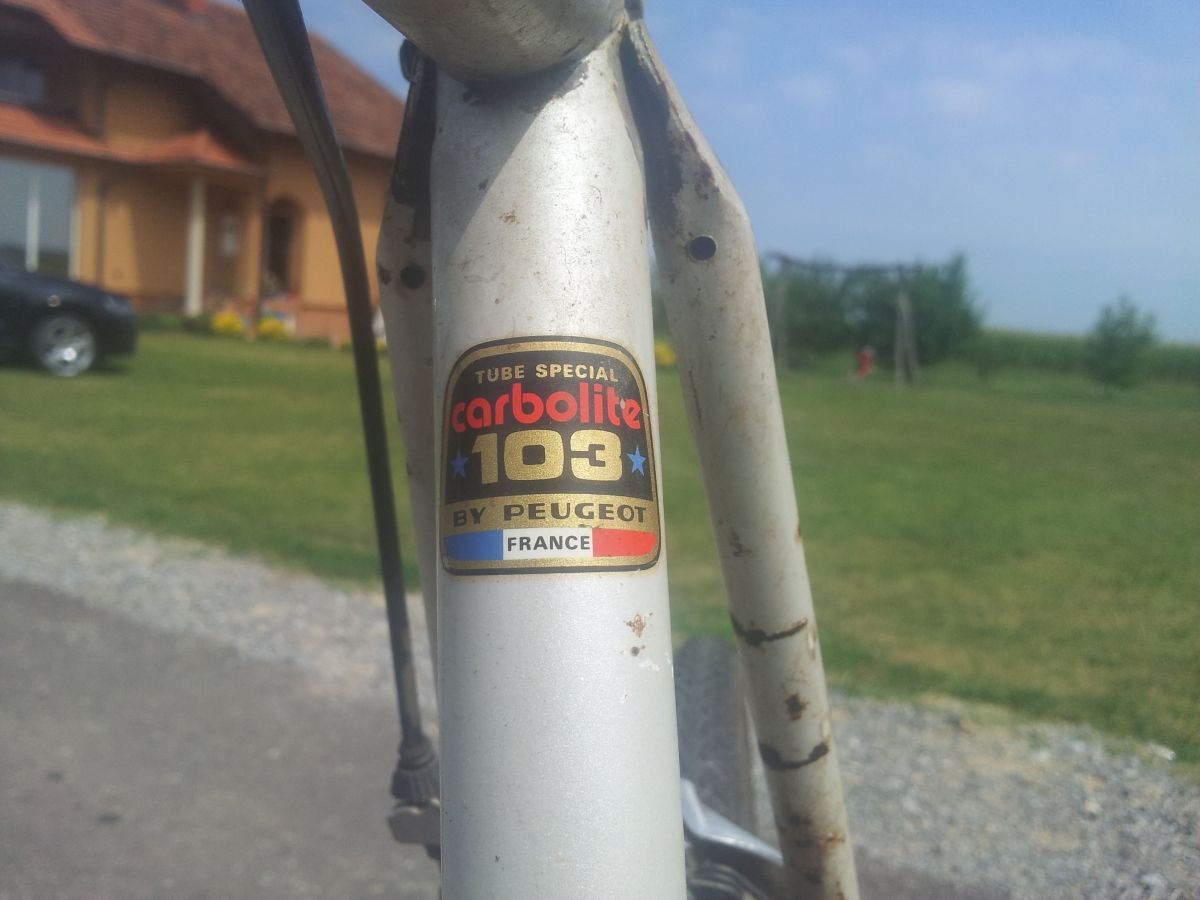 TUBE SPECIAL
carbolite
103
BY PEUGEOT
FRANCE